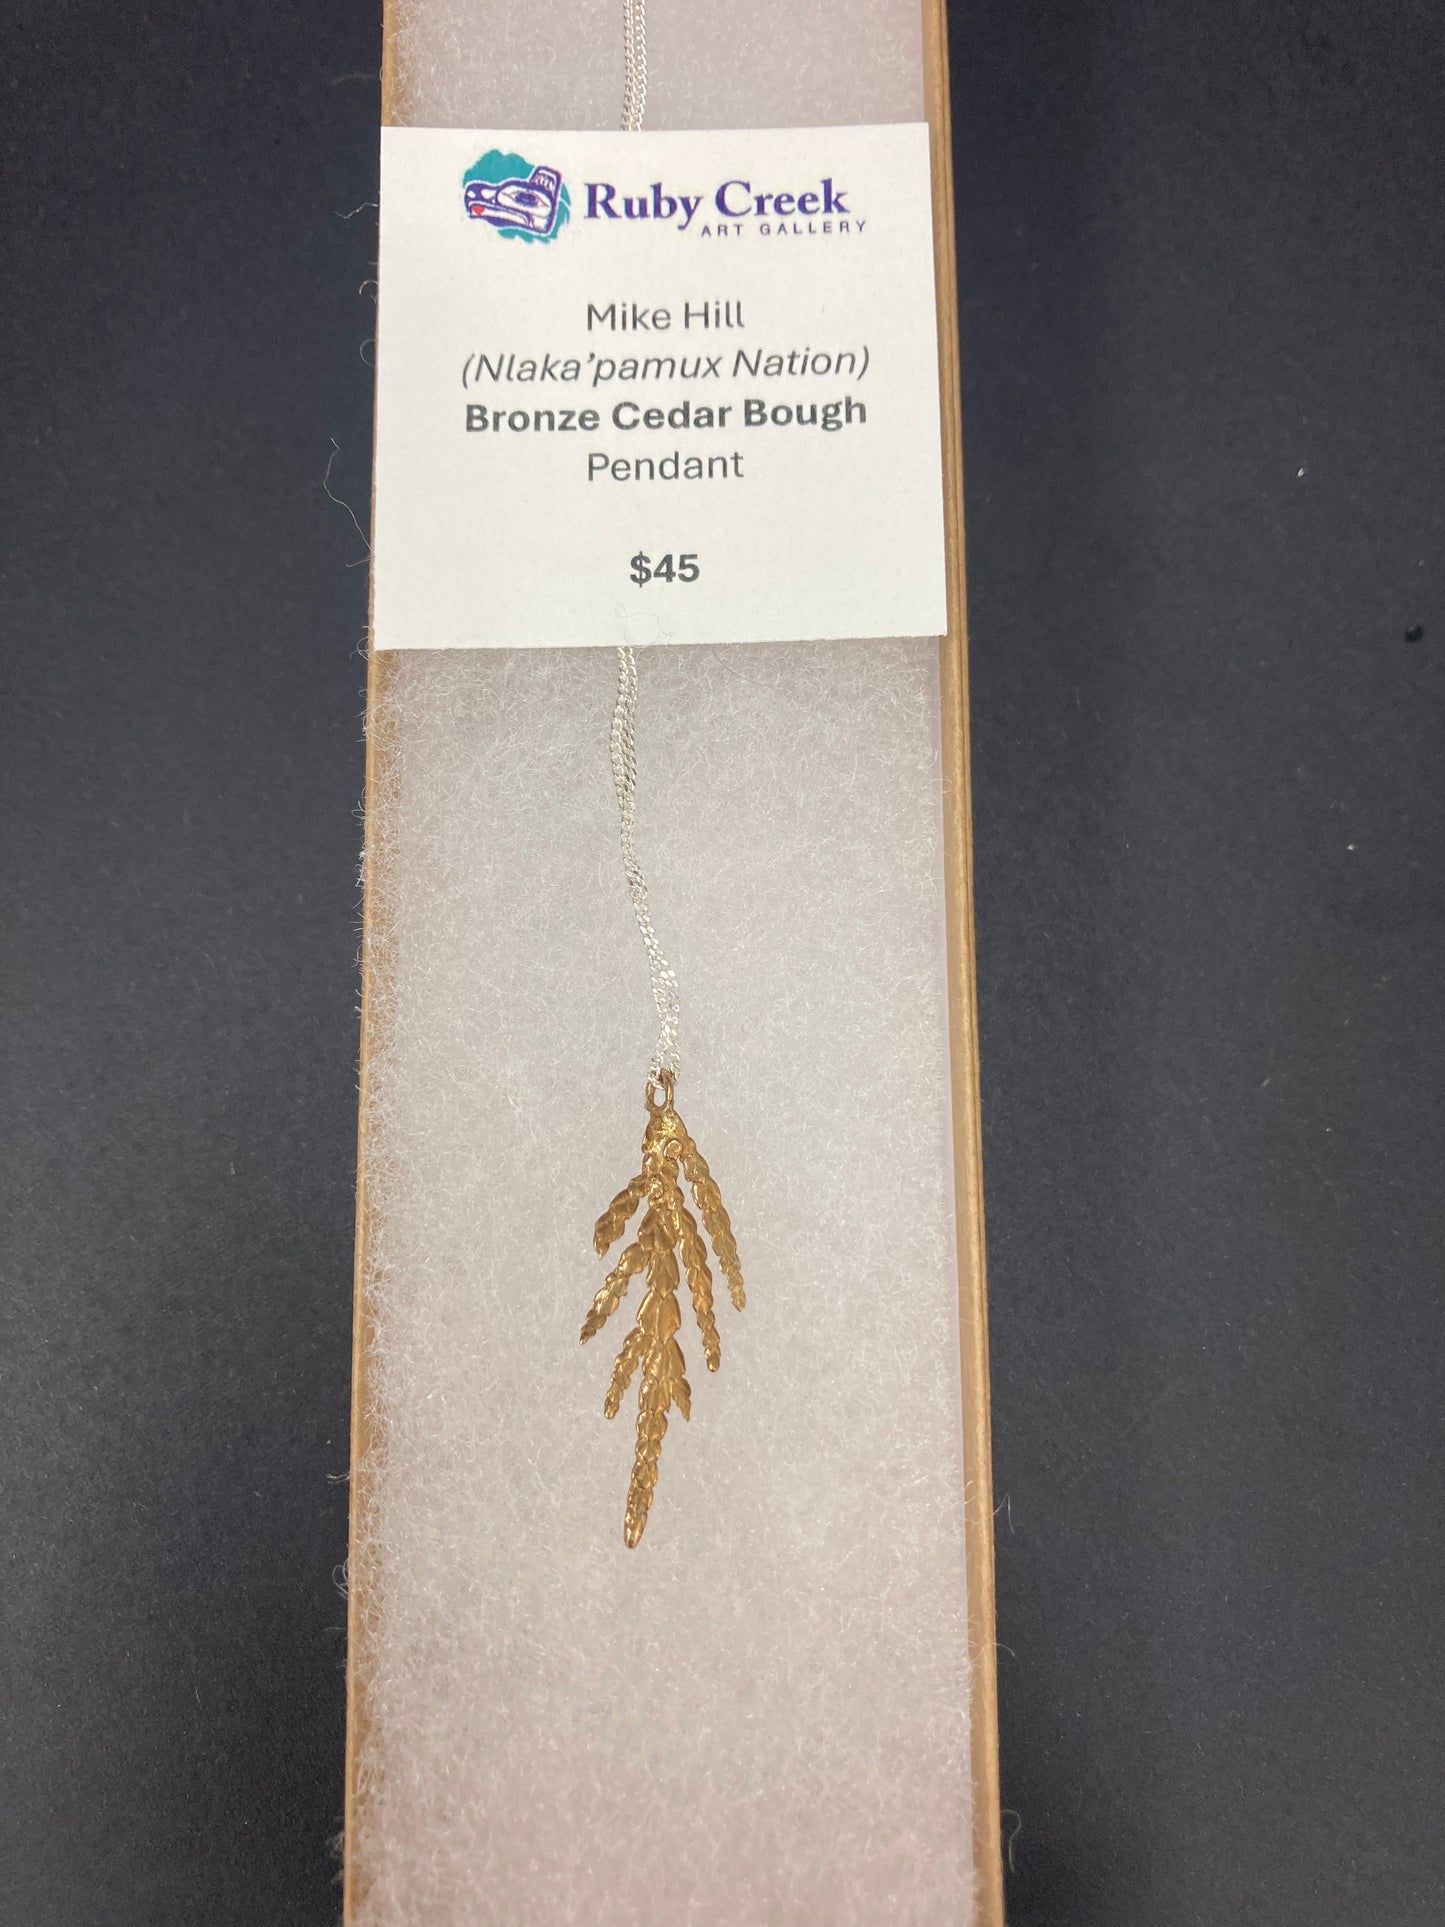 Ruby Creek
ART GALLERY
Mike Hill
(Nlaka’pamux Nation)
Bronze Cedar Bough
Pendant
$45